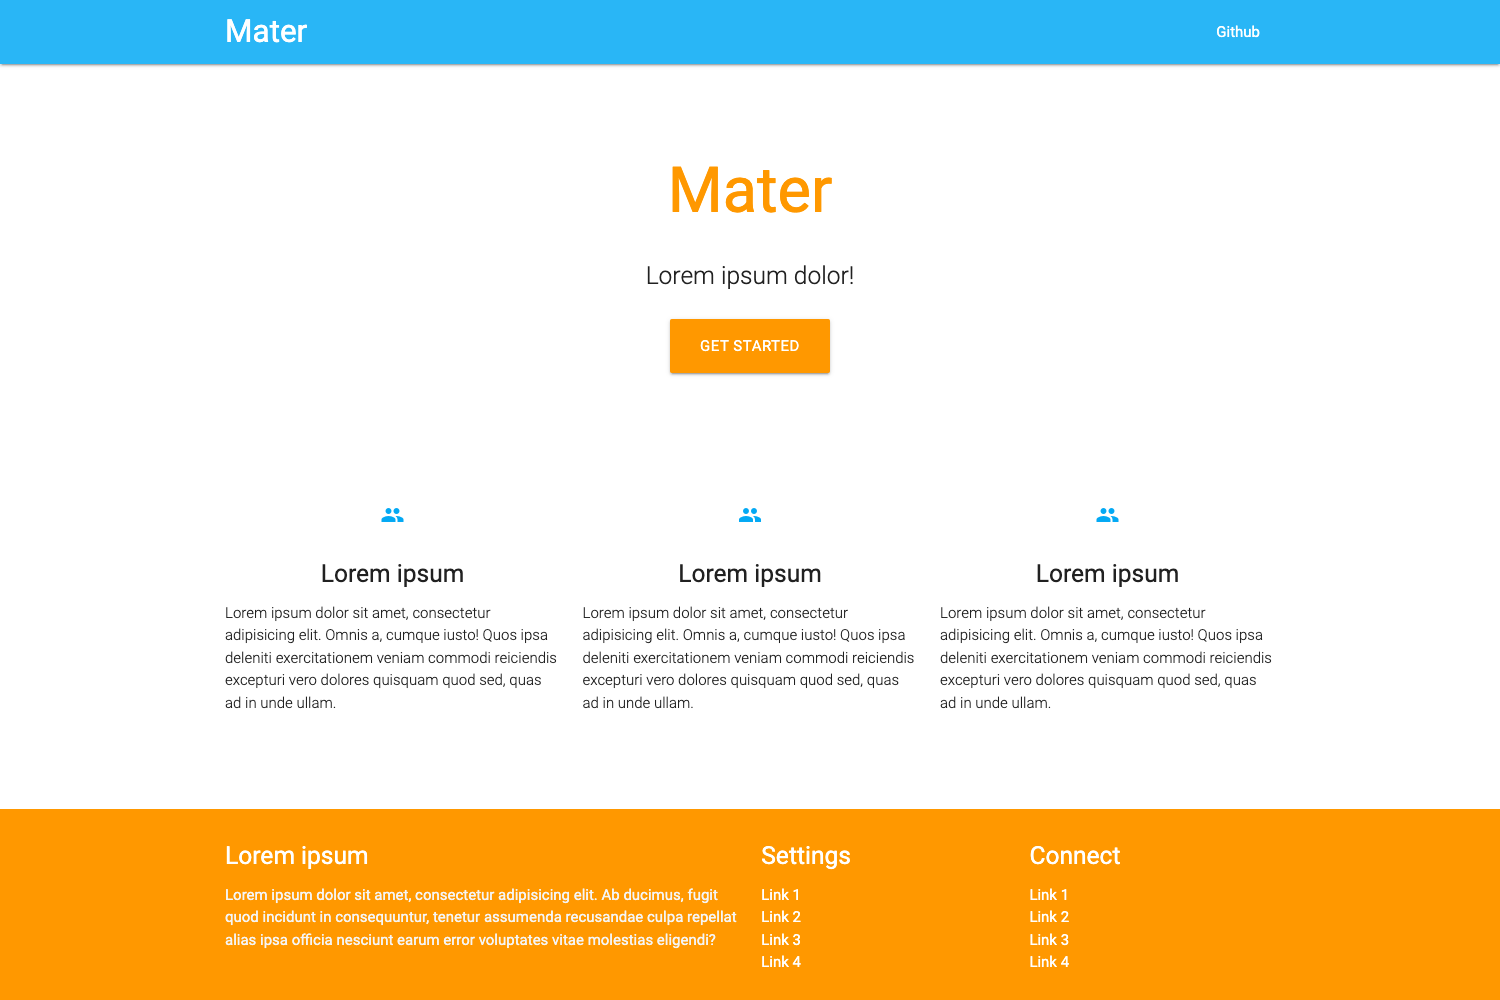 Mater
Github
Mater
Lorem ipsum dolor!
GET STARTED
Lorem ipsum
Lorem ipsum dolor sit amet, consectetur
adipisicing elit. Omnis a, cumque iusto! Quos ipsa
deleniti exercitationem veniam commodi reiciendis
excepturi vero dolores quisquam quod sed, quas
ad in unde ullam.
Lorem ipsum
Lorem ipsum dolor sit amet, consectetur
adipisicing elit. Omnis a, cumque iusto! Quos ipsa
deleniti exercitationem veniam commodi reiciendis
excepturi vero dolores quisquam quod sed, quas
ad in unde ullam.
Lorem ipsum
Lorem ipsum dolor sit amet, consectetur
adipisicing elit. Omnis a, cumque iusto! Quos ipsa
deleniti exercitationem veniam commodi reiciendis
excepturi vero dolores quisquam quod sed, quas
ad in unde ullam.
Lorem ipsum
Lorem ipsum dolor sit amet, consectetur adipisicing elit. Ab ducimus, fugit
quod incidunt in consequuntur, tenetur assumenda recusandae culpa repellat
alias ipsa officia nesciunt earum error voluptates vitae molestias eligendi?
Settings
Link 1
Link 2
Link 3
Link 4
Connect
Link 1
Link 2
Link 3
Link 4